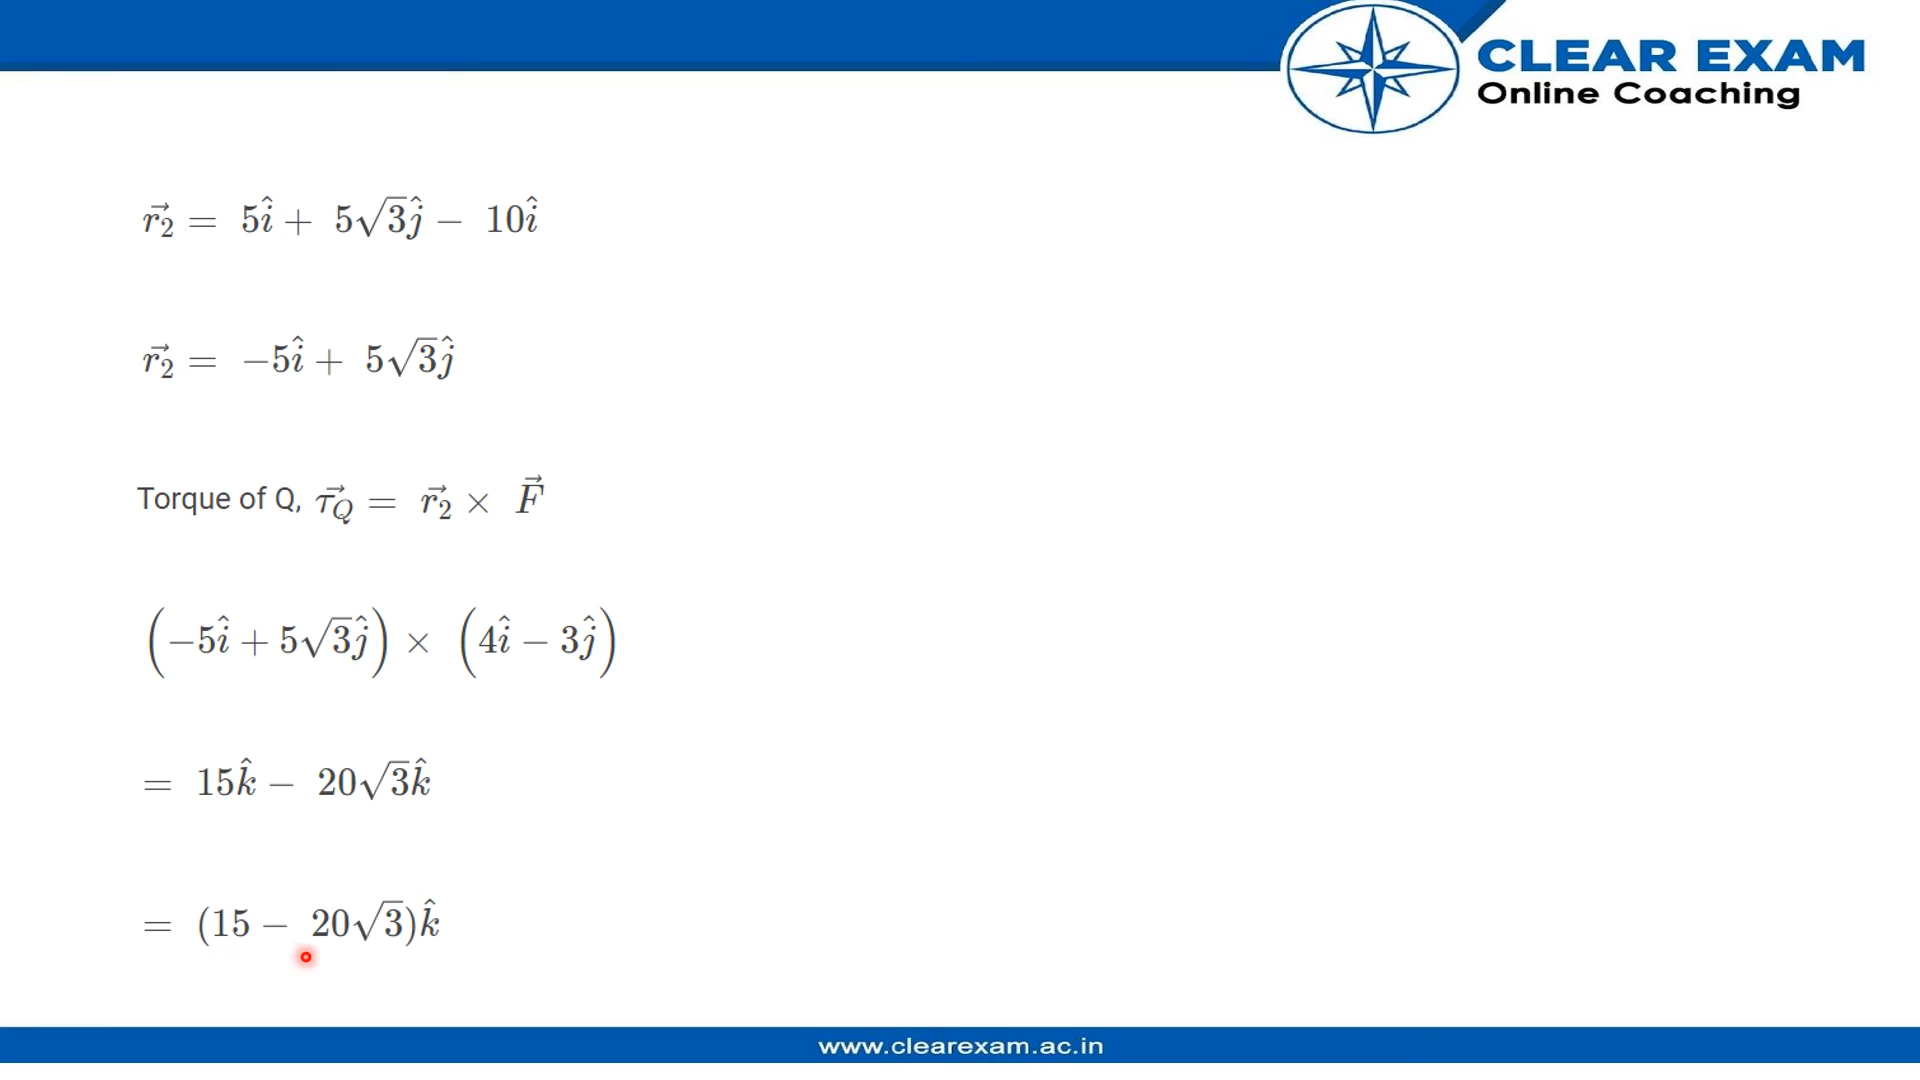 CLEAR EXAM
Online Coaching
r⃗₂ = 5î + 5√3ĵ − 10î
r⃗₂ = −5î + 5√3ĵ
Torque of Q, τ⃗_Q = r⃗₂ × F⃗
(−5î + 5√3ĵ) × (4î − 3ĵ)
= 15k̂ − 20√3k̂
= (15 − 20√3)k̂
www.clearexam.ac.in